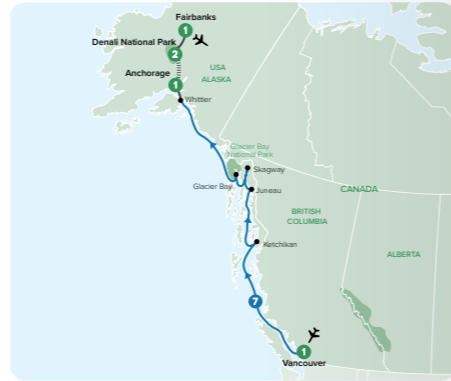 Fairbanks
1
Denali National Park
2
USA
ALASKA
Anchorage
1
Whittier
Glacier Bay
National Park
Skagway
Glacier Bay
Juneau
CANADA
BRITISH
COLUMBIA
Ketchikan
ALBERTA
7
1
Vancouver